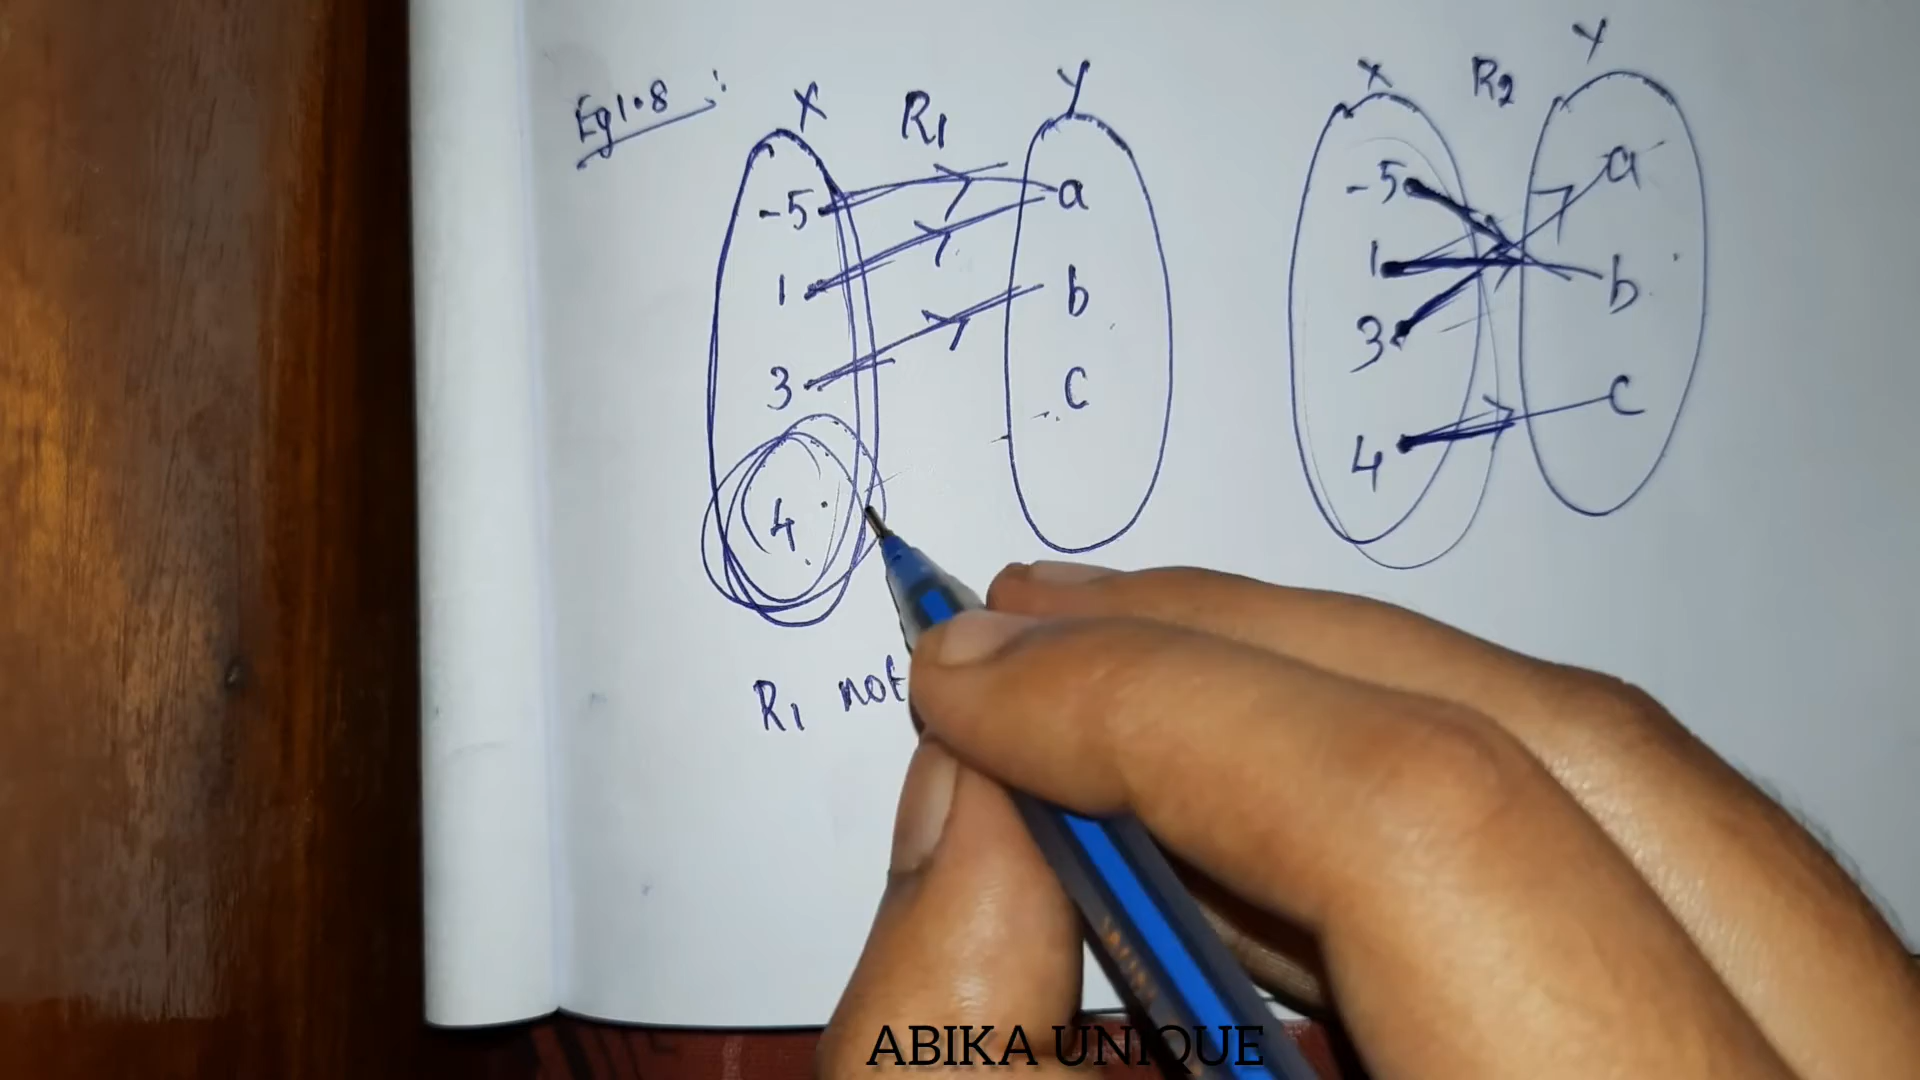 Eg 1.8 :
X R1 Y
-5 a
1 b
3 c
4
R1 not
X R2 Y
-5 a
1 b
3 c
4
ABIKA UNIQUE